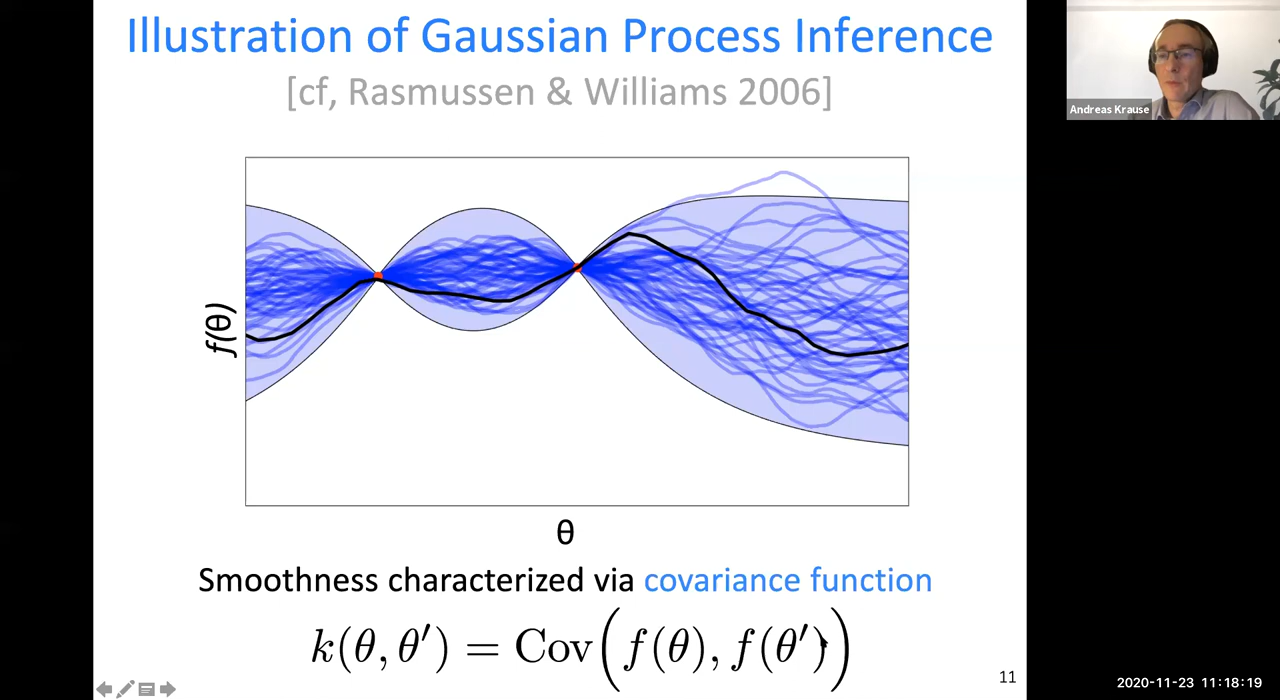 Illustration of Gaussian Process Inference
[cf, Rasmussen & Williams 2006]
Andreas Krause
f(θ)
θ
Smoothness characterized via covariance function
k(θ, θ′) = Cov(f(θ), f(θ′))
11
2020-11-23 11:18:19